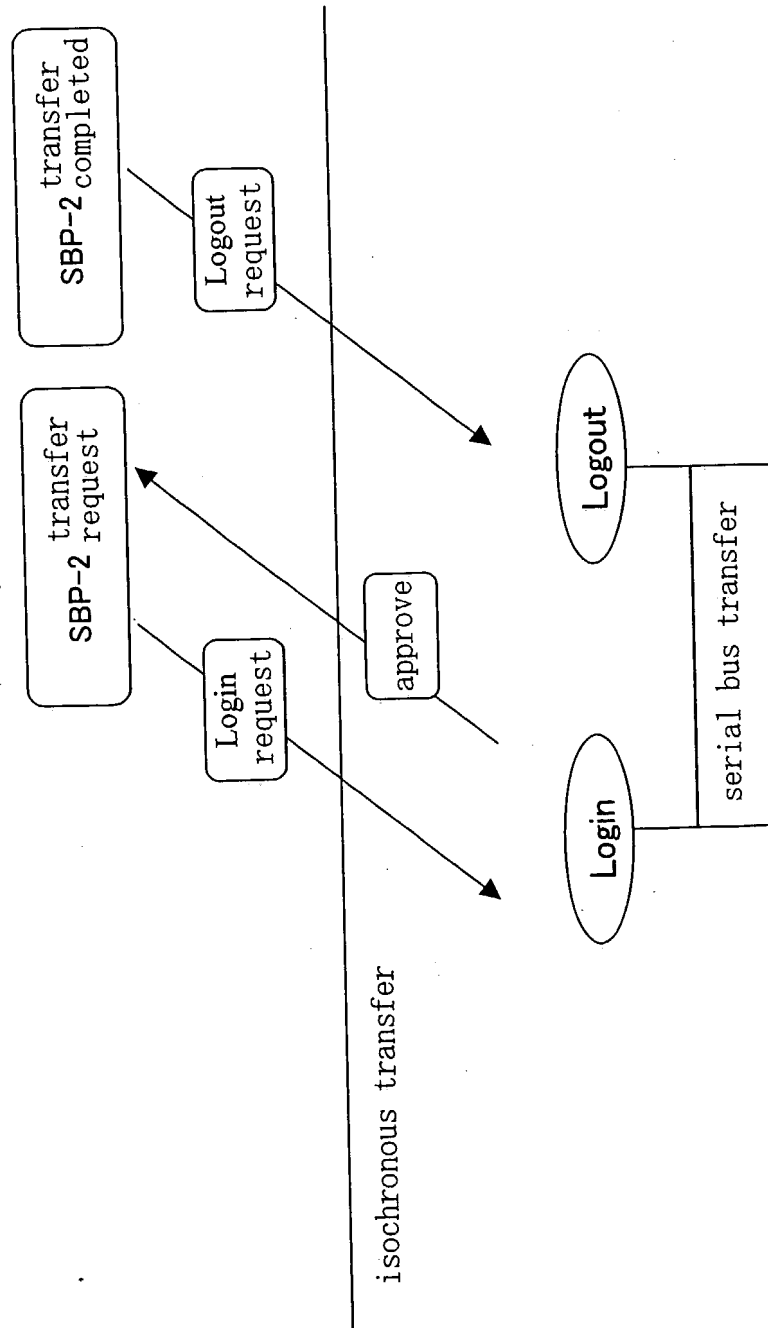 SBP-2 transfer
request
SBP-2 transfer
completed
Login
request
Logout
request
isochronous transfer
approve
Login
Logout
serial bus transfer